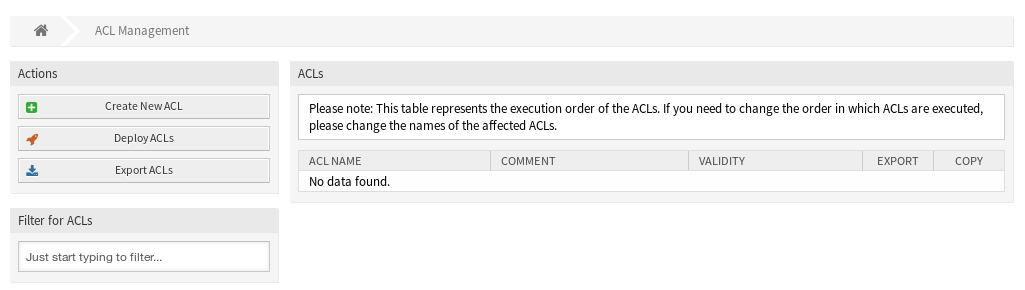 ACL Management
Actions
Create New ACL
Deploy ACLs
Export ACLs
Filter for ACLs
Just start typing to filter...
ACLs
Please note: This table represents the execution order of the ACLs. If you need to change the order in which ACLs are executed,
please change the names of the affected ACLs.
ACL NAME COMMENT VALIDITY EXPORT COPY
No data found.